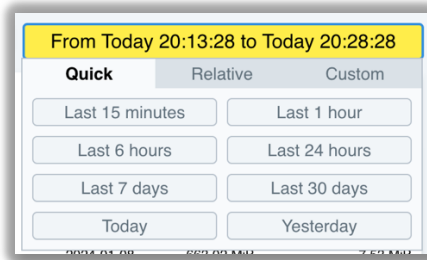 From Today 20:13:28 to Today 20:28:28
Quick Relative Custom
Last 15 minutes Last 1 hour
Last 6 hours Last 24 hours
Last 7 days Last 30 days
Today Yesterday